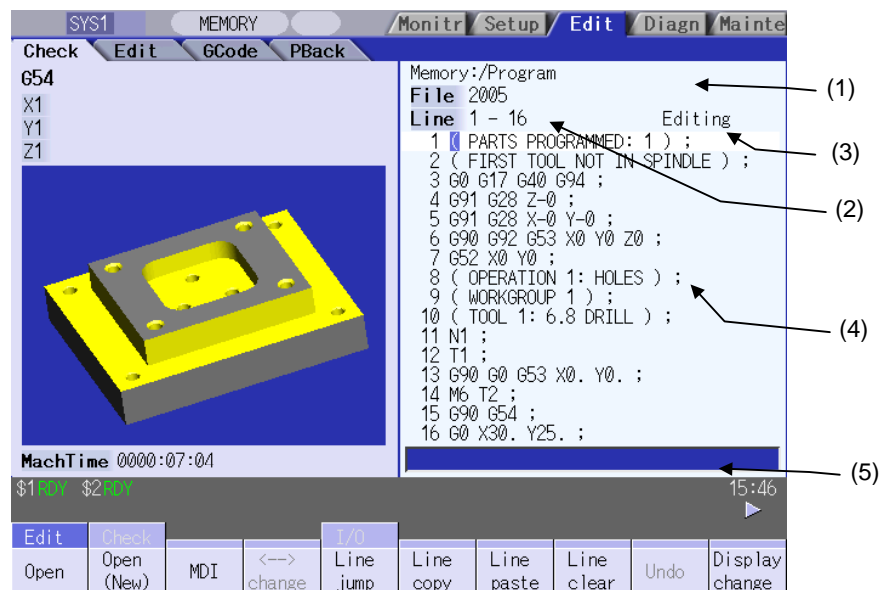 SYS1 MEMORY Monitr Setup Edit Diagn Mainte
Check Edit GCode PBack
G54
X1
Y1
Z1
MachTime 0000:07:04
Memory:/Program
File 2005
Line 1 - 16 Editing
1 ( PARTS PROGRAMMED: 1 ) ;
2 ( FIRST TOOL NOT IN SPINDLE ) ;
3 G0 G17 G40 G94 ;
4 G91 G28 Z-0 ;
5 G91 G28 X-0 Y-0 ;
6 G90 G92 G53 X0 Y0 Z0 ;
7 G52 X0 Y0 ;
8 ( OPERATION 1: HOLES ) ;
9 ( WORKGROUP 1 ) ;
10 ( TOOL 1: 6.8 DRILL ) ;
11 N1 ;
12 T1 ;
13 G90 G0 G53 X0. Y0. ;
14 M6 T2 ;
15 G90 G54 ;
16 G0 X30. Y25. ;
(1)
(3)
(2)
(4)
(5)
$1 RDY $2 RDY 15:46
Edit Check I/O
Open
Open (New)
MDI
<--> change
Line jump
Line copy
Line paste
Line clear
Undo
Display change